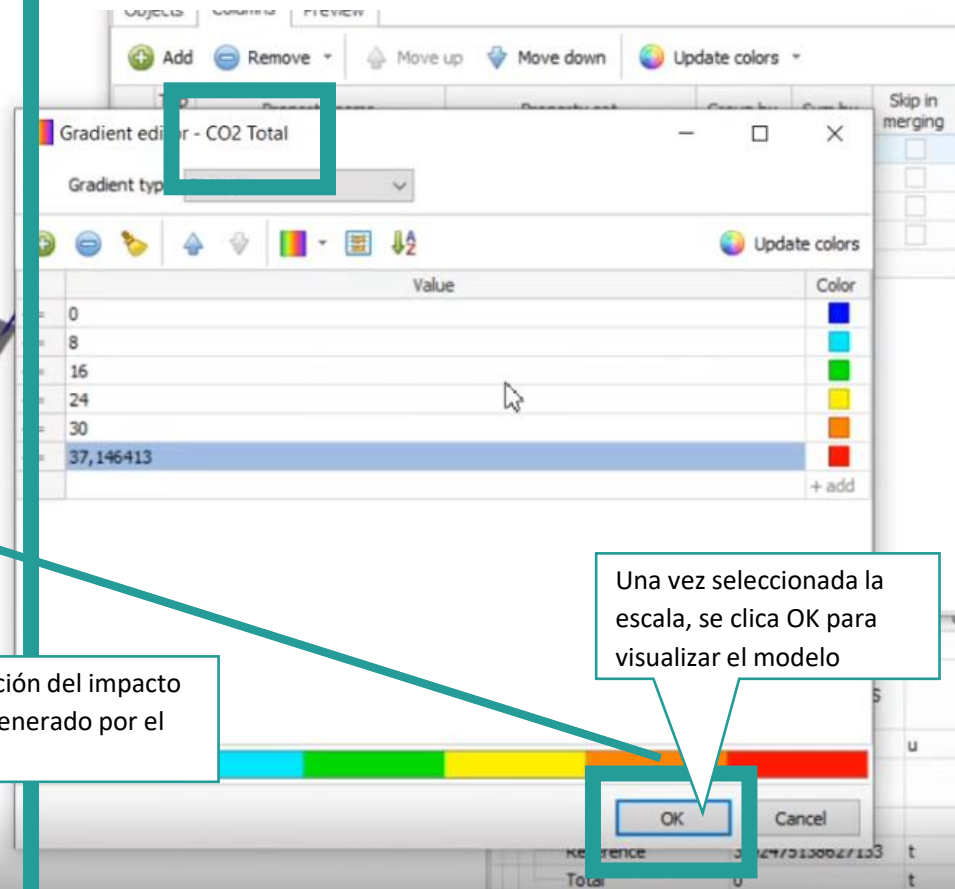 Objects Columns Preview
Add Remove Move up Move down Update colors
Skip in
merging
Gradient editor - CO2 Total
Gradient typ
Update colors
Value Color
0
8
16
24
30
37,146413
+ add
Una vez seleccionada la
escala, se clica OK para
visualizar el modelo
ción del impacto
enerado por el
s
u
OK Cancel
Reference t
Total 0 t